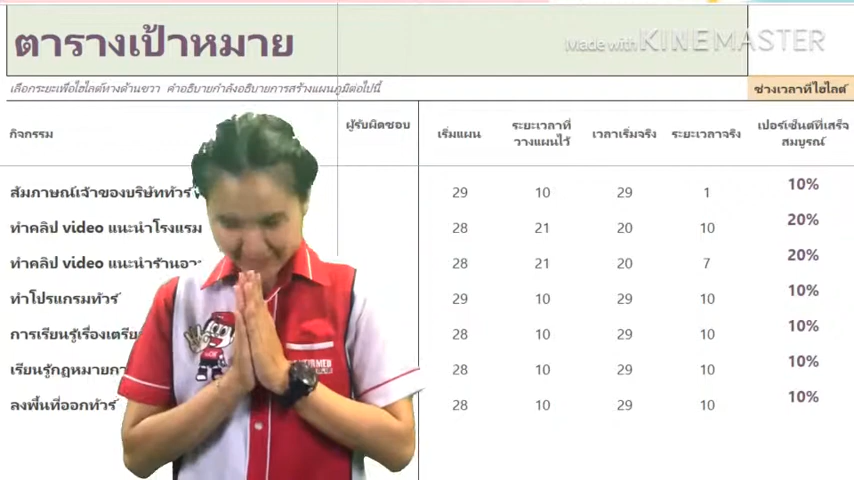 ตารางเป้าหมาย
Made with KINEMASTER
เลือกระยะเพื่อไฮไลต์ทางด้านขวา คำอธิบายกำลังอธิบายการสร้างแผนภูมิต่อไปนี้
ช่วงเวลาที่ไฮไลต์
กิจกรรม ผู้รับผิดชอบ เริ่มแผน ระยะเวลาที่วางแผนไว้ เวลาเริ่มจริง ระยะเวลาจริง เปอร์เซ็นต์ที่เสร็จสมบูรณ์
สัมภาษณ์เจ้าของบริษัททัวร์ 29 10 29 1 10%
ทำคลิป video แนะนำโรงแรม 28 21 20 10 20%
ทำคลิป video แนะนำร้าน 28 21 20 7 20%
ทำโปรแกรมทัวร์ 29 10 29 10 10%
การเรียนรู้เรื่อง 28 10 29 10 10%
เรียนรู้กฎหมาย 28 10 29 10 10%
ลงพื้นที่ออกทัวร์ 28 10 29 10 10%